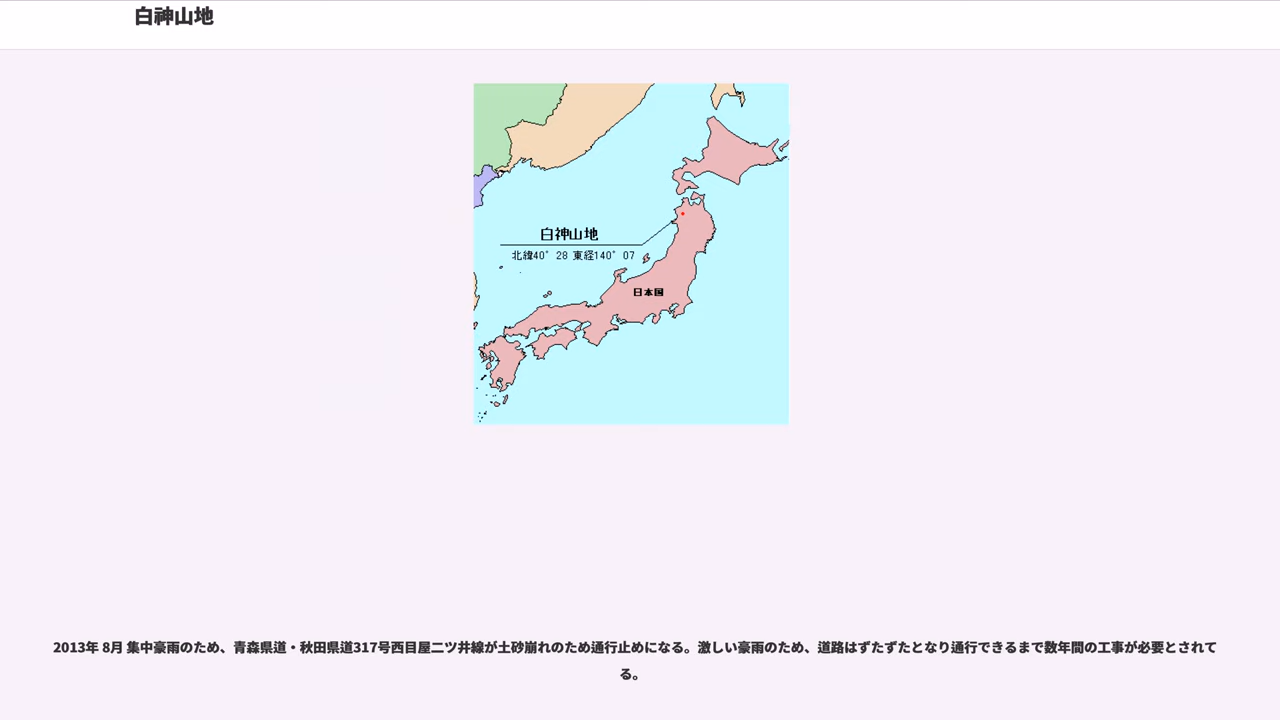 白神山地
白神山地
北緯40°28 東経140°07
日本国
2013年 8月 集中豪雨のため、青森県道・秋田県道317号西目屋二ツ井線が土砂崩れのため通行止めになる。激しい豪雨のため、道路はずたずたとなり通行できるまで数年間の工事が必要とされて
る。